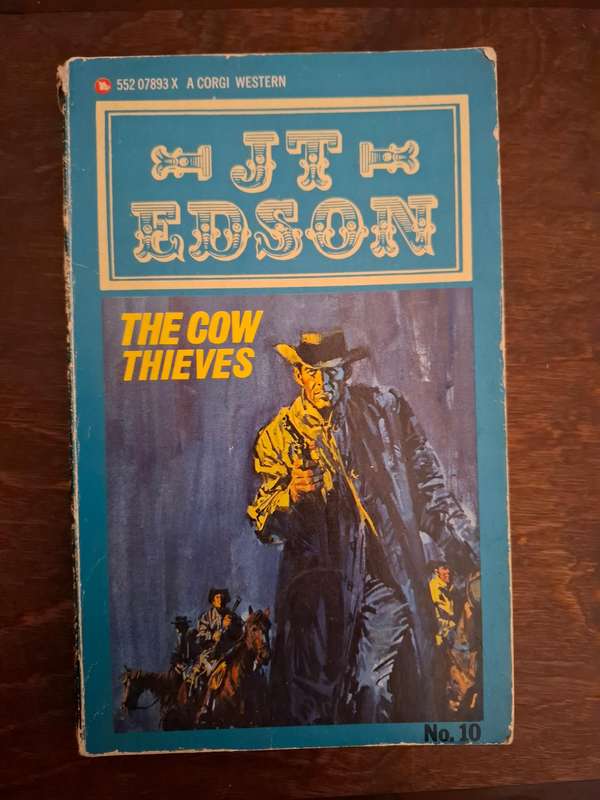 552 07893 X A CORGI WESTERN
JT
EDSON
THE COW
THIEVES
No. 10